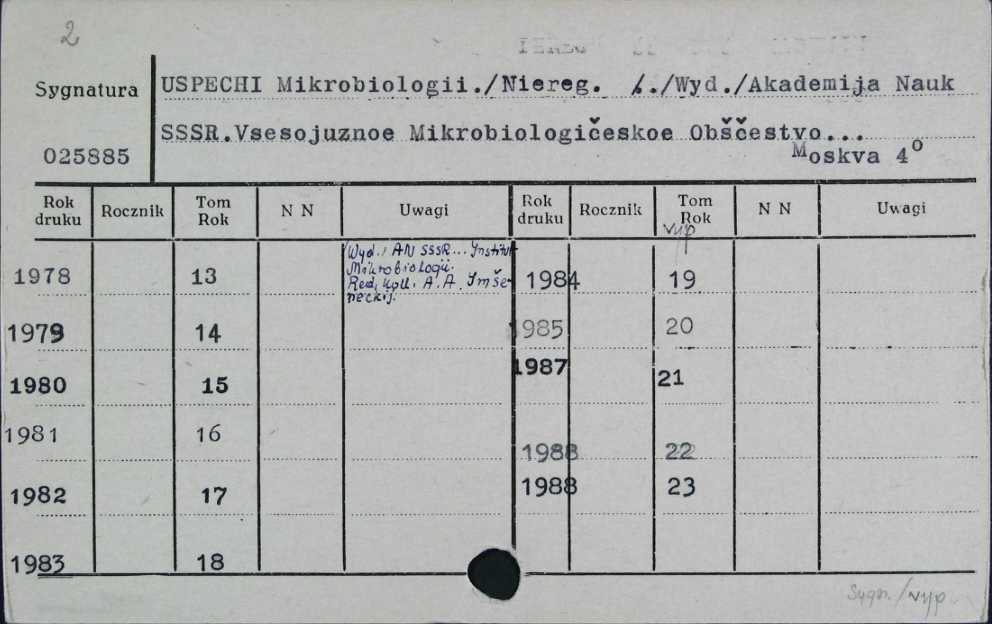 2
Sygnatura
025885
USPECHI Mikrobiologii./Niereg. /./Wyd./Akademija Nauk
SSSR.Vsesojuznoe Mikrobiologičeskoe Obščestvo...
Moskva 4°
Rok druku Rocznik Tom Rok N N Uwagi Rok druku Rocznik Tom Rok N N Uwagi
vyp
1978 13 Wyd.: AN SSSR... Institut
Mikrobiologii.
Red. koll. A.A. Imše-
neckij.
1984 19
1979 14 1985 20
1980 15 1987 21
1981 16 1988 22
1982 17 1988 23
1983 18
Sygn./vyp